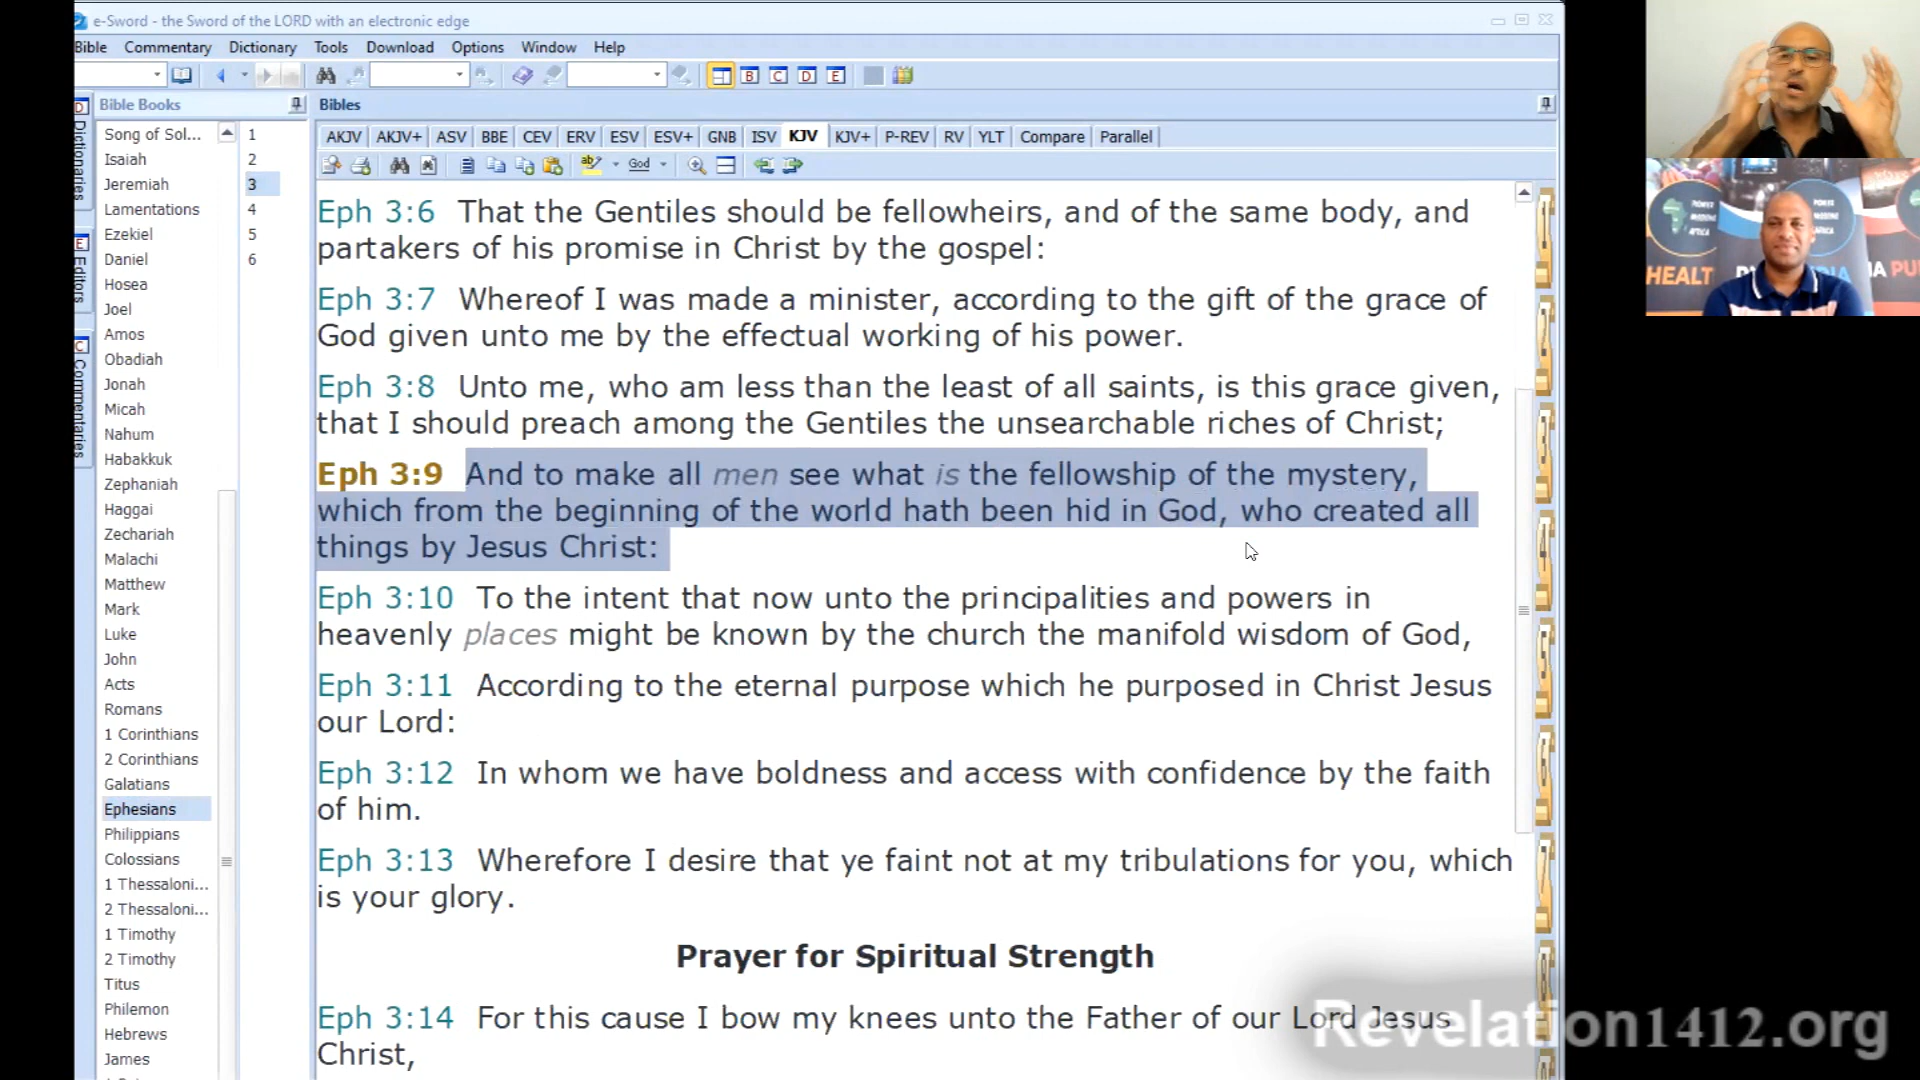 e-Sword - the Sword of the LORD with an electronic edge
Bible Commentary Dictionary Tools Download Options Window Help
B C D E
Bible Books
Bibles
D Dictionaries
E Editors
C Commentaries
Song of Sol...
Isaiah
Jeremiah
Lamentations
Ezekiel
Daniel
Hosea
Joel
Amos
Obadiah
Jonah
Micah
Nahum
Habakkuk
Zephaniah
Haggai
Zechariah
Malachi
Matthew
Mark
Luke
John
Acts
Romans
1 Corinthians
2 Corinthians
Galatians
Ephesians
Philippians
Colossians
1 Thessaloni...
2 Thessaloni...
1 Timothy
2 Timothy
Titus
Philemon
Hebrews
James
1
2
3
4
5
6
AKJV AKJV+ ASV BBE CEV ERV ESV ESV+ GNB ISV KJV KJV+ P-REV RV YLT Compare Parallel
ab God
Eph 3:6 That the Gentiles should be fellowheirs, and of the same body, and
partakers of his promise in Christ by the gospel:
Eph 3:7 Whereof I was made a minister, according to the gift of the grace of
God given unto me by the effectual working of his power.
Eph 3:8 Unto me, who am less than the least of all saints, is this grace given,
that I should preach among the Gentiles the unsearchable riches of Christ;
Eph 3:9 And to make all men see what is the fellowship of the mystery,
which from the beginning of the world hath been hid in God, who created all
things by Jesus Christ:
Eph 3:10 To the intent that now unto the principalities and powers in
heavenly places might be known by the church the manifold wisdom of God,
Eph 3:11 According to the eternal purpose which he purposed in Christ Jesus
our Lord:
Eph 3:12 In whom we have boldness and access with confidence by the faith
of him.
Eph 3:13 Wherefore I desire that ye faint not at my tribulations for you, which
is your glory.
Prayer for Spiritual Strength
Eph 3:14 For this cause I bow my knees unto the Father of our Lord Jesus
Christ,
HEALT
Revelation1412.org